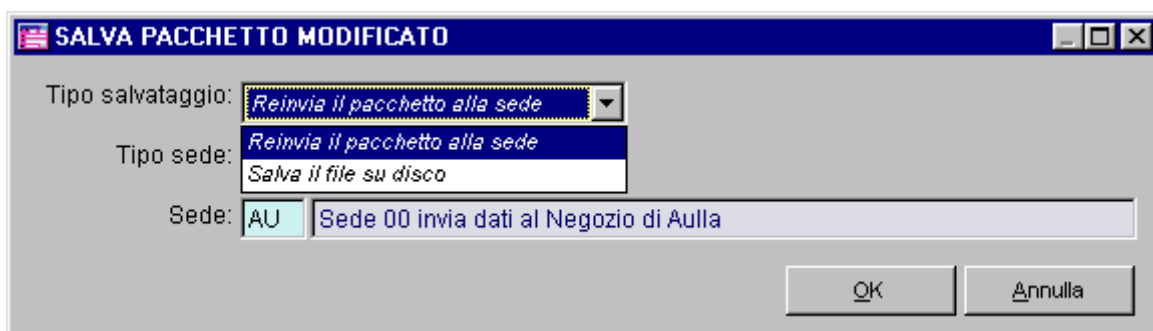 SALVA PACCHETTO MODIFICATO
Tipo salvataggio: Reinvia il pacchetto alla sede
Reinvia il pacchetto alla sede
Tipo sede:
Salva il file su disco
Sede: AU Sede 00 invia dati al Negozio di Aulla
OK Annulla